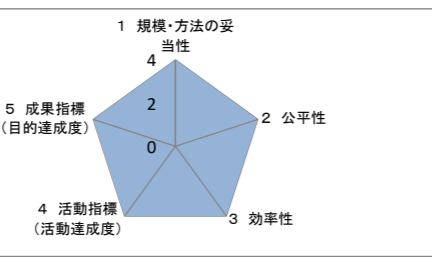 １ 規模・方法の妥
当性
4
2
0
２ 公平性
３ 効率性
４ 活動指標
（活動達成度）
５ 成果指標
（目的達成度）